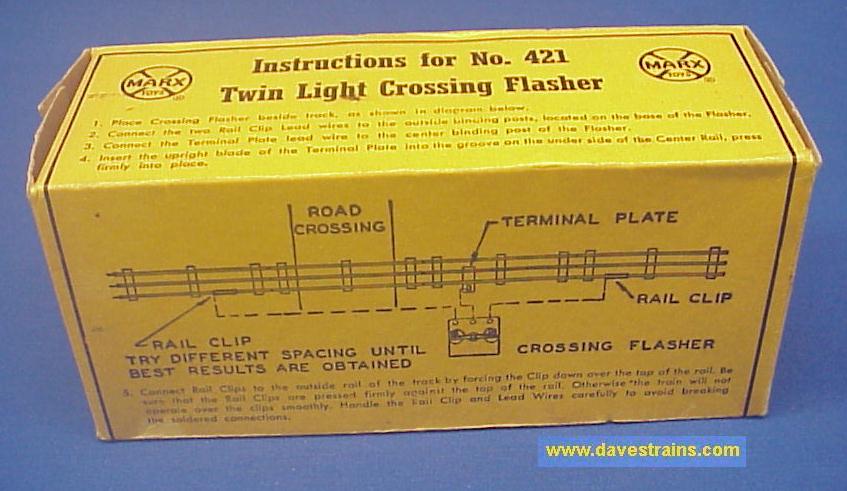 Instructions for No. 421
Twin Light Crossing Flasher
MARX
TOYS
MARX
TOYS
1. Place Crossing Flasher beside track, as shown in diagram below.
2. Connect the two Rail Clip Lead wires to the outside binding posts, located on the base of the Flasher.
3. Connect the Terminal Plate lead wire to the center binding post of the Flasher.
4. Insert the upright blade of the Terminal Plate into the groove on the under side of the Center Rail, press
firmly into place.
ROAD
CROSSING
TERMINAL PLATE
RAIL CLIP
RAIL CLIP
TRY DIFFERENT SPACING UNTIL
BEST RESULTS ARE OBTAINED
CROSSING FLASHER
5. Connect Rail Clips to the outside rail of the track by forcing the Clip down over the top of the rail. Be
sure that the Rail Clips are pressed firmly against the top of the rail. Otherwise the train will not
operate over the clips smoothly. Handle the Rail Clip and Lead Wires carefully to avoid breaking
the soldered connections.
www.davestrains.com